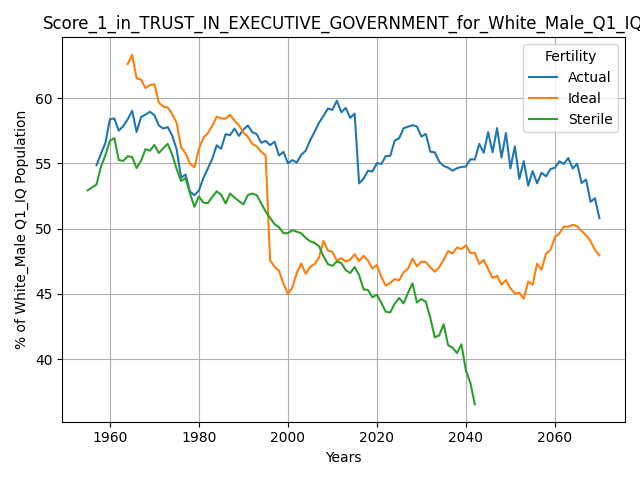 Score_1_in_TRUST_IN_EXECUTIVE_GOVERNMENT_for_White_Male_Q1_IQ
Fertility
Actual
Ideal
Sterile
% of White_Male Q1_IQ Population
60
55
50
45
40
1960 1980 2000 2020 2040 2060
Years